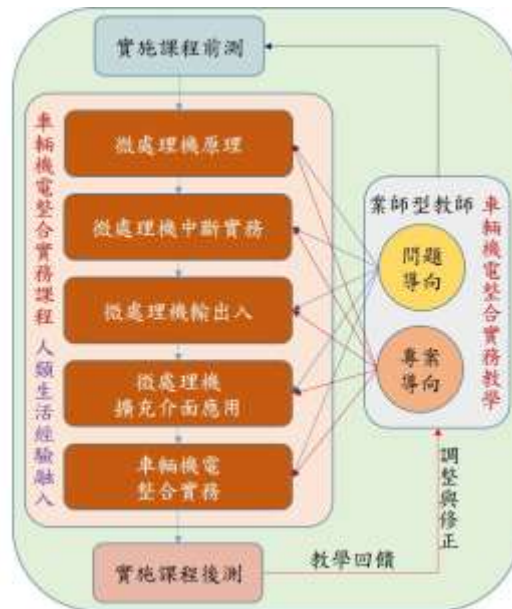 實施課程前測
車輛機電整合實務課程
人類生活經驗融入
微處理機原理
微處理機中斷實務
微處理機輸出入
微處理機
擴充介面應用
車輛機電
整合實務
實施課程後測
業師型教師
問題
導向
專案
導向
車輛機電整合實務教學
調整與修正
教學回饋